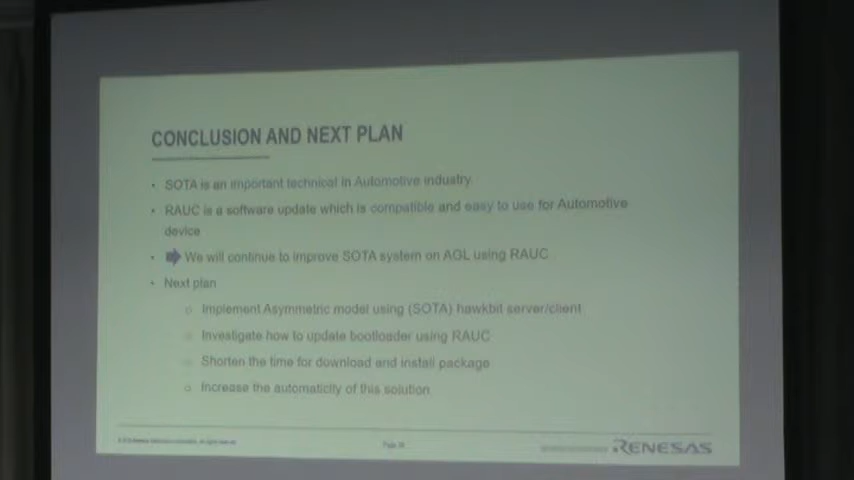 CONCLUSION AND NEXT PLAN
• SOTA is an important technical in Automotive industry
• RAUC is a software update which is compatible and easy to use for Automotive
device
• We will continue to improve SOTA system on AGL using RAUC
• Next plan
○ Implement Asymmetric model using (SOTA) hawkbit server/client
○ Investigate how to update bootloader using RAUC
○ Shorten the time for download and install package
○ Increase the automaticity of this solution
Page
RENESAS